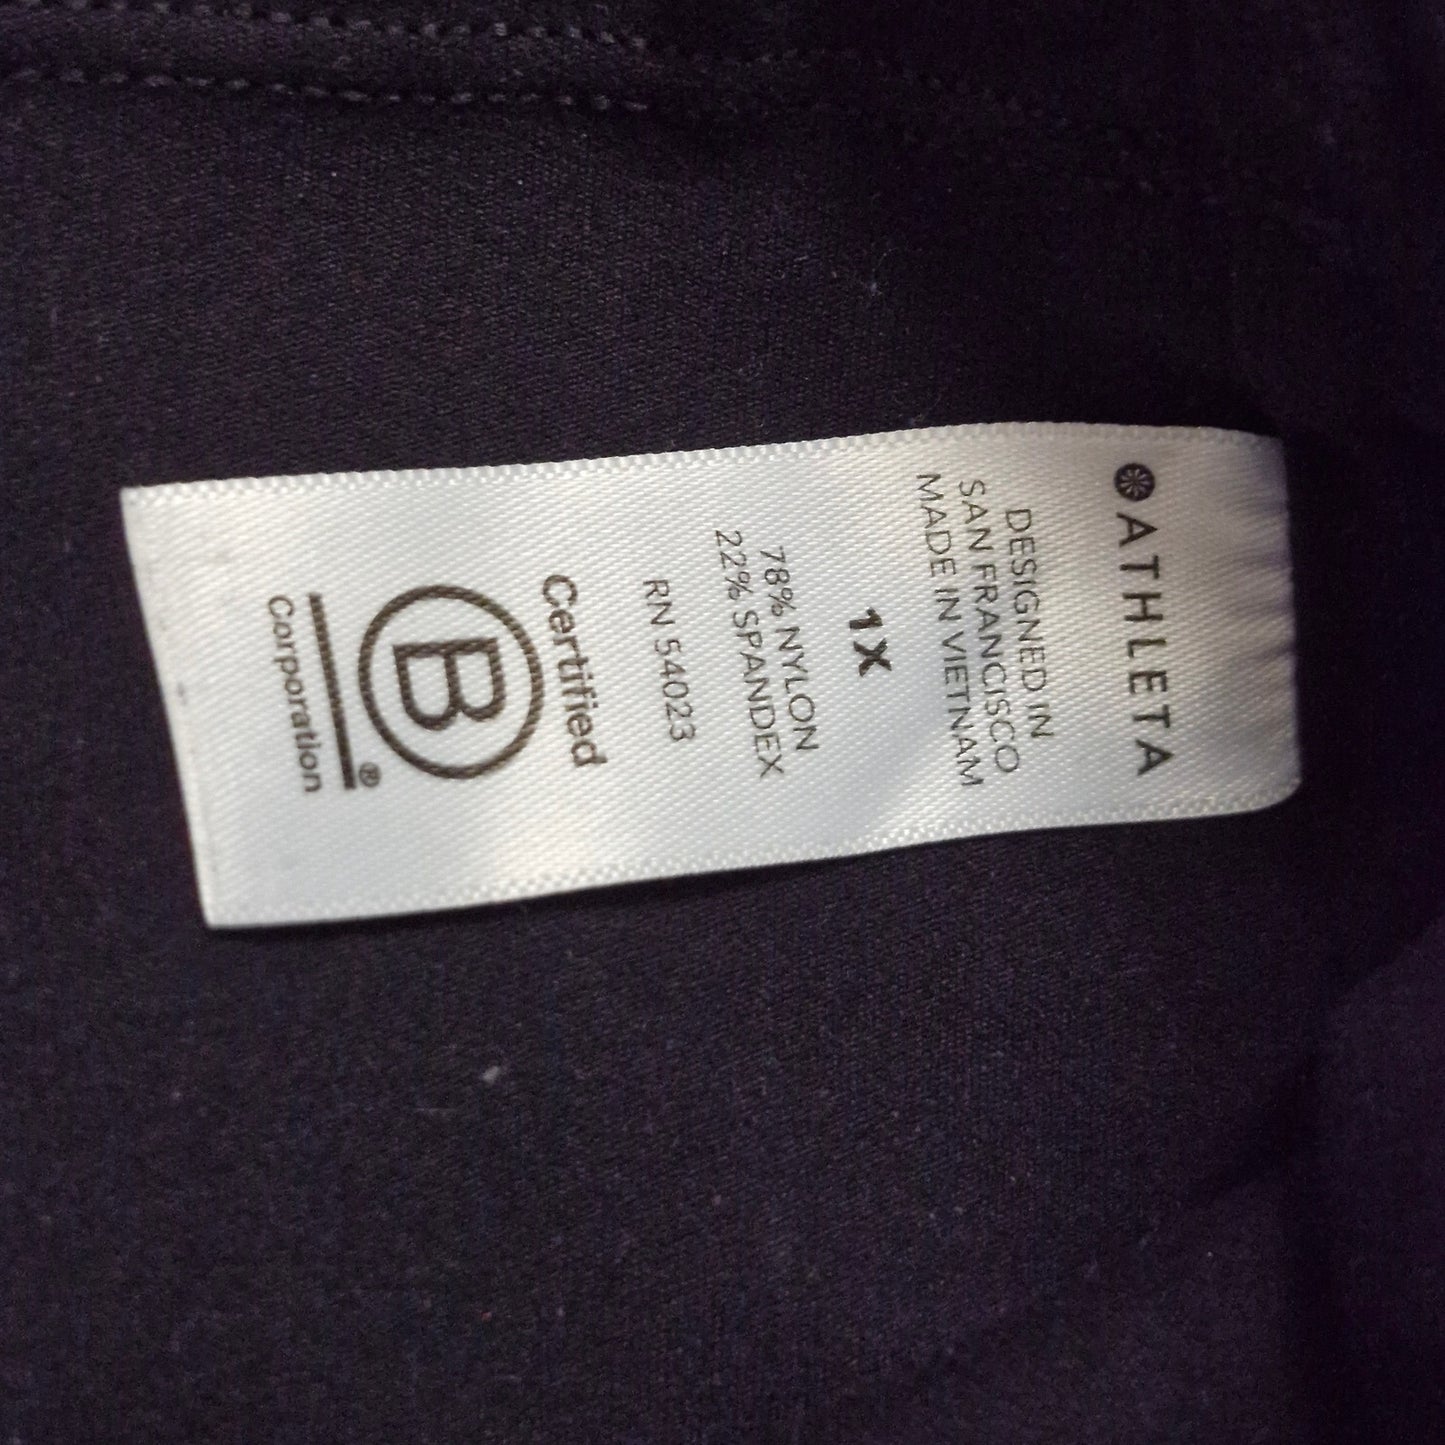 ATHLETA
DESIGNED IN
SAN FRANCISCO
MADE IN VIETNAM
1X
78% NYLON
22% SPANDEX
RN 54023
Certified
B
®
Corporation